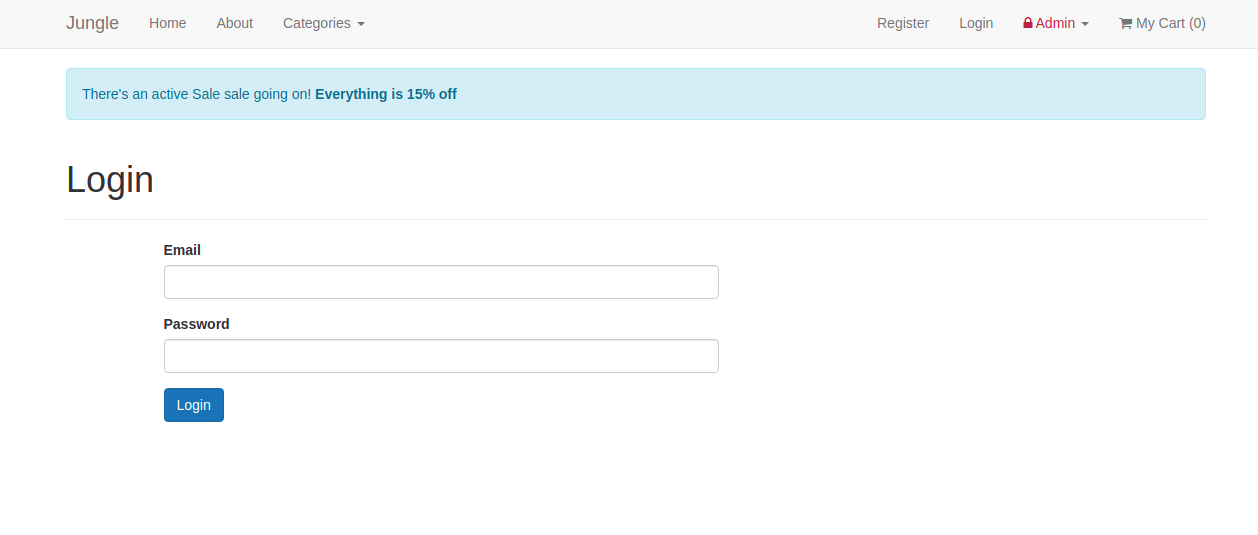 Jungle Home About Categories Register Login Admin My Cart (0)
There's an active Sale sale going on! Everything is 15% off
Login
Email
Password
Login